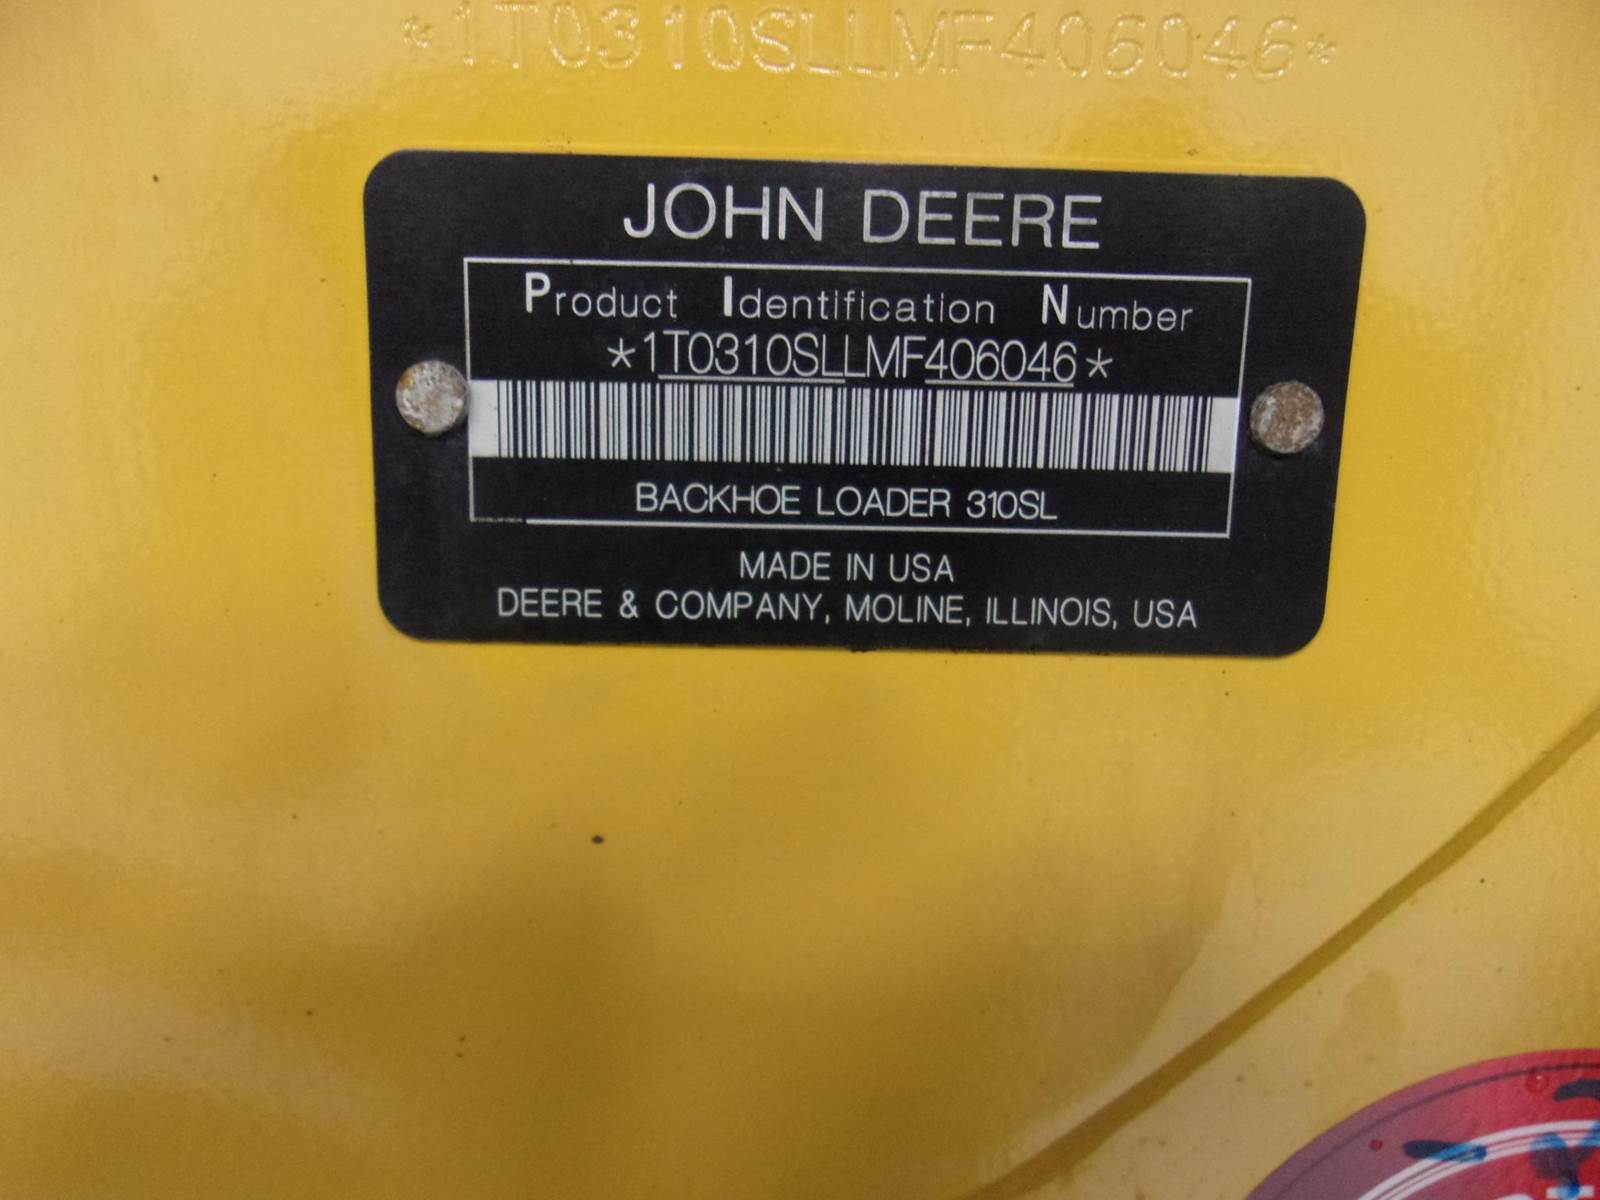 *1T0310SLLMF406046*
JOHN DEERE
Product Identification Number
*1T0310SLLMF406046*
BACKHOE LOADER 310SL
MADE IN USA
DEERE & COMPANY, MOLINE, ILLINOIS, USA